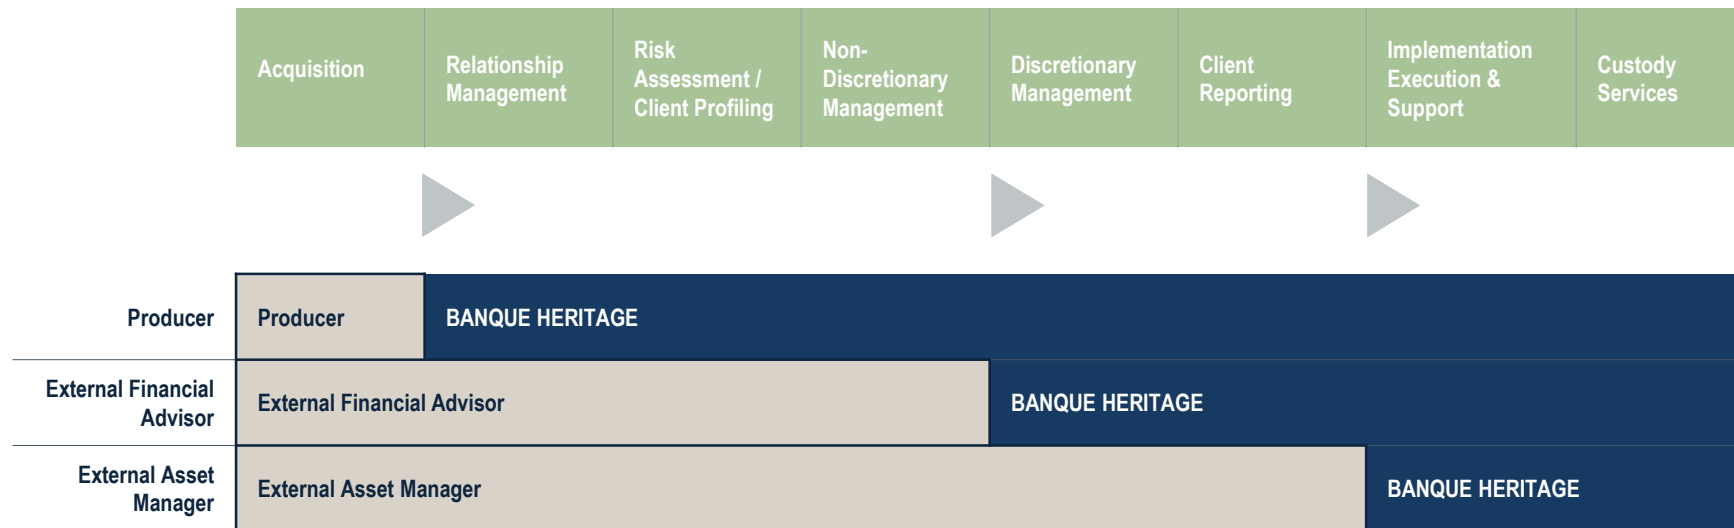 Acquisition
Relationship
Management
Risk
Assessment /
Client Profiling
Non-
Discretionary
Management
Discretionary
Management
Client
Reporting
Implementation
Execution &
Support
Custody
Services
Producer
Producer
BANQUE HERITAGE
External Financial
Advisor
External Financial Advisor
BANQUE HERITAGE
External Asset
Manager
External Asset Manager
BANQUE HERITAGE